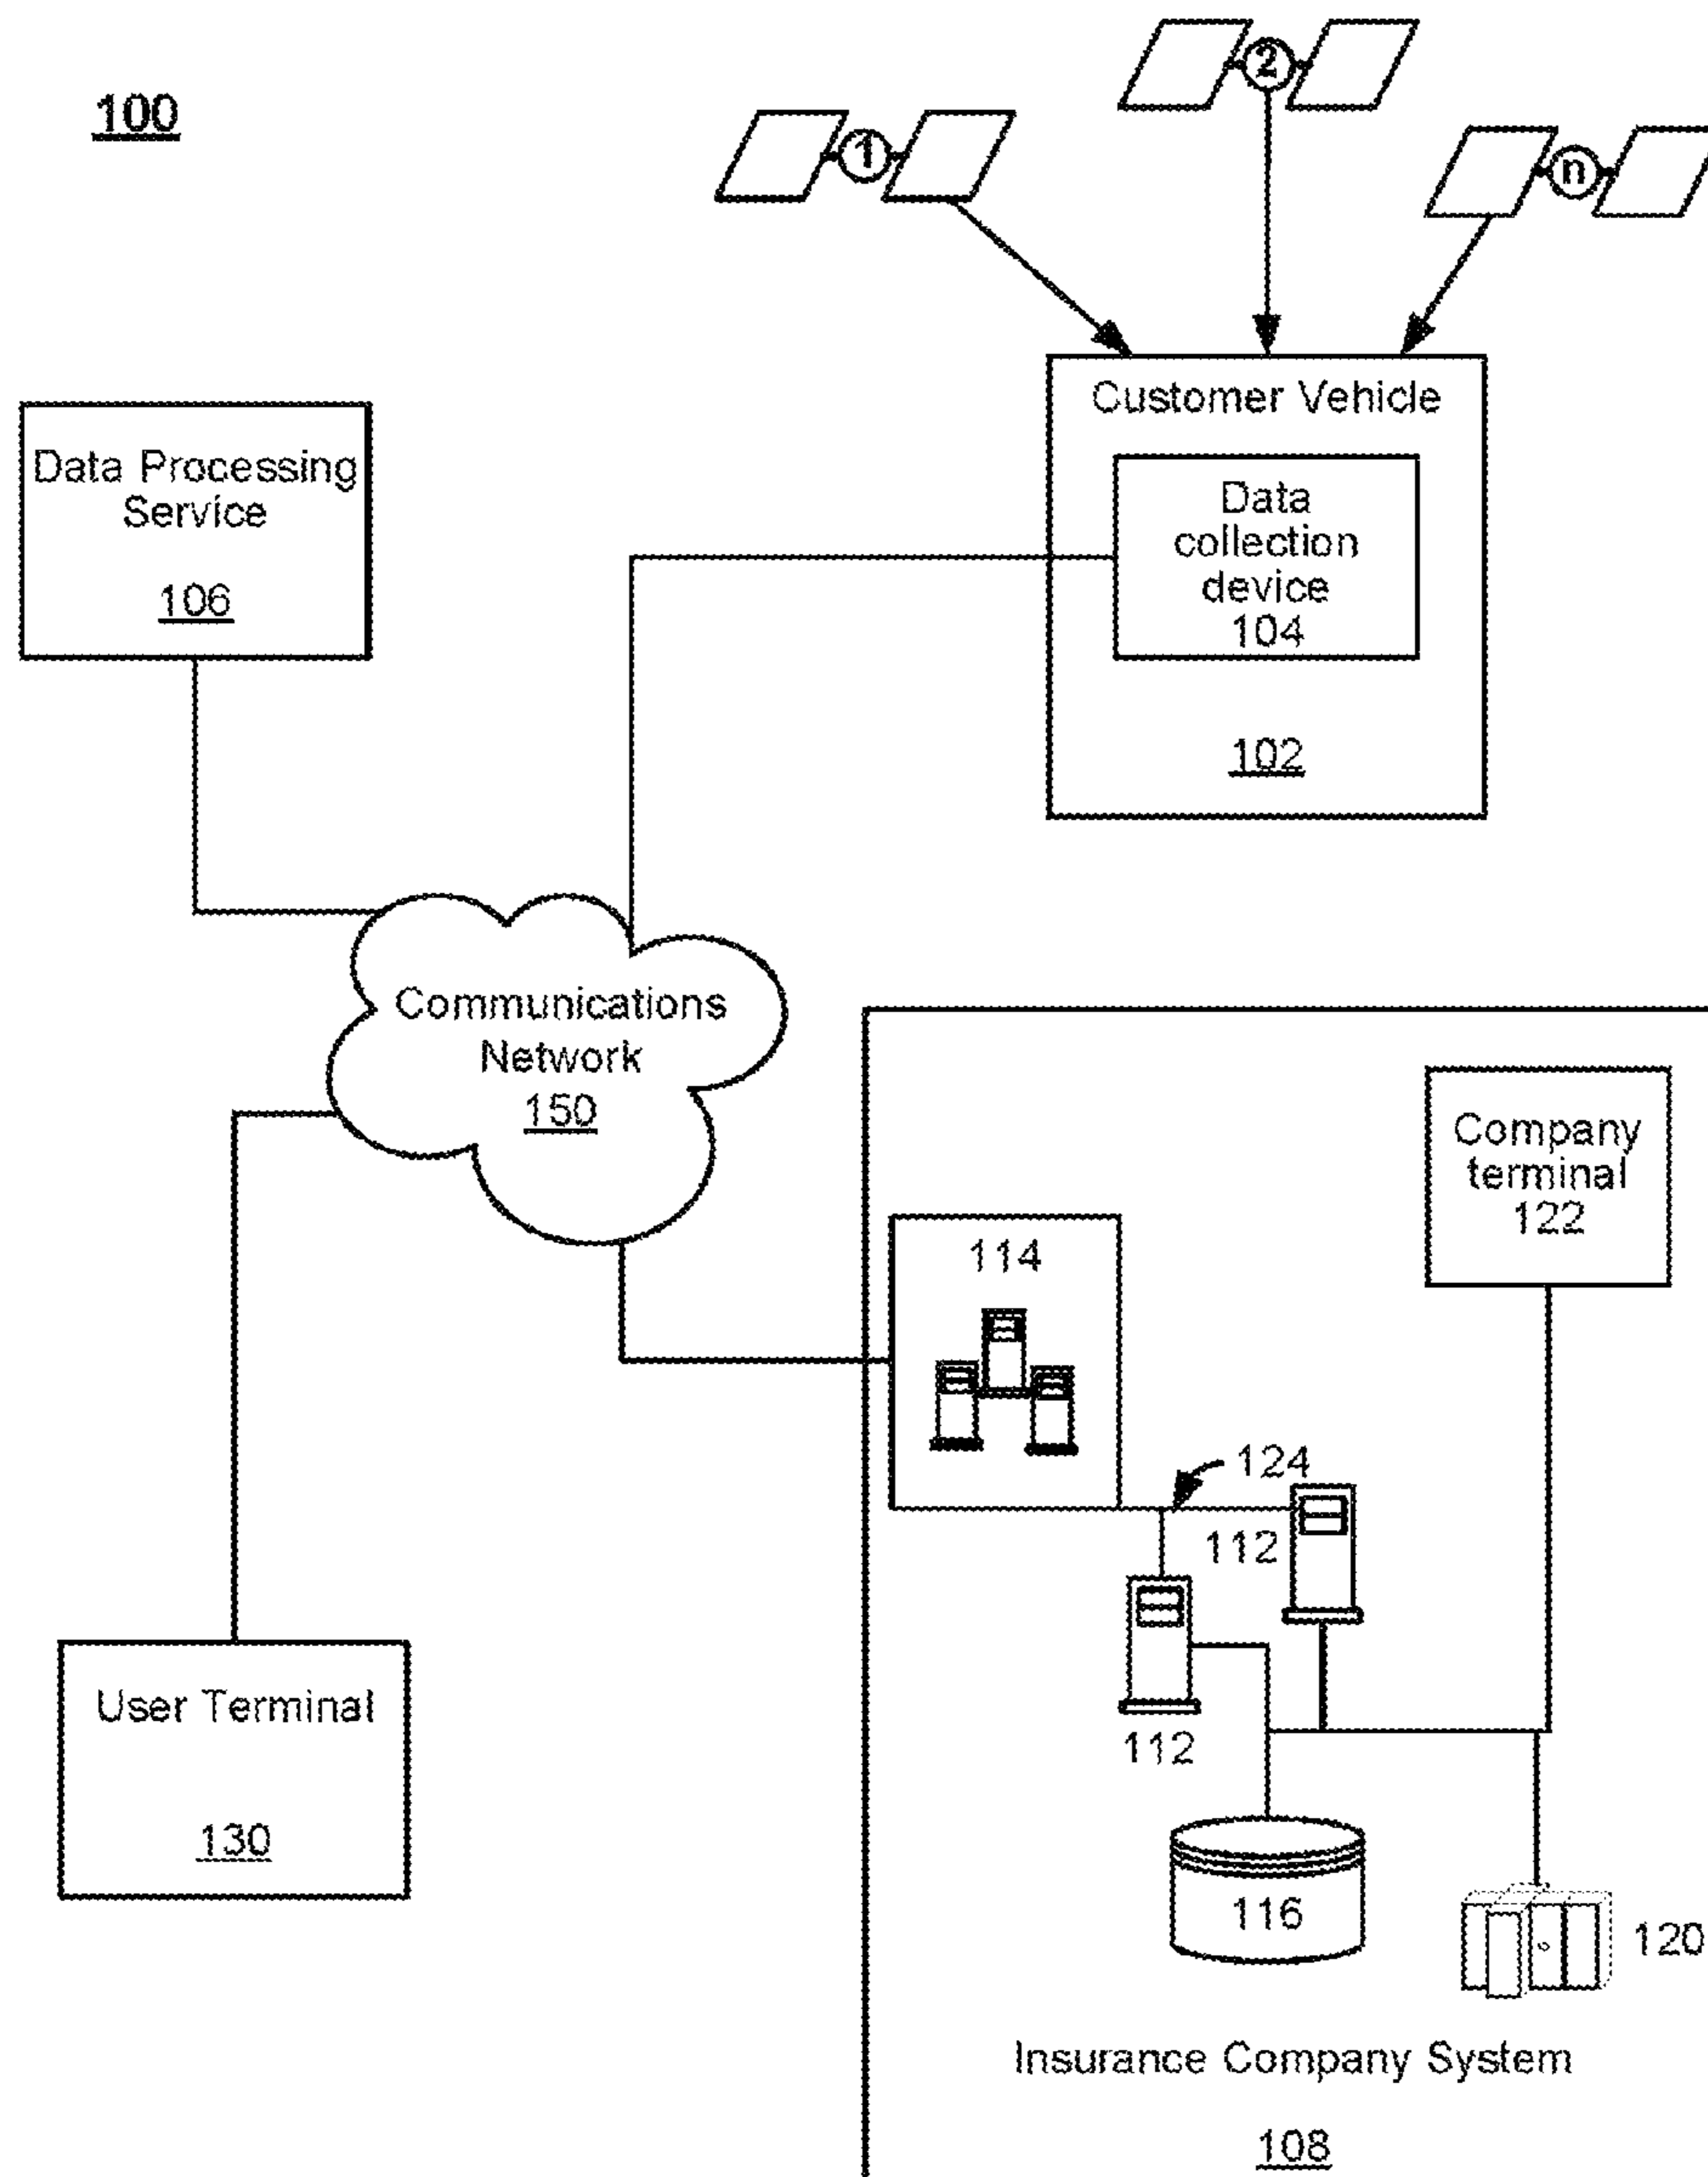 100
1
2
n
Customer Vehicle
Data
collection
device
104
102
Data Processing
Service
106
Communications
Network
150
Company
terminal
122
114
124
112
112
User Terminal
130
116
120
Insurance Company System
108